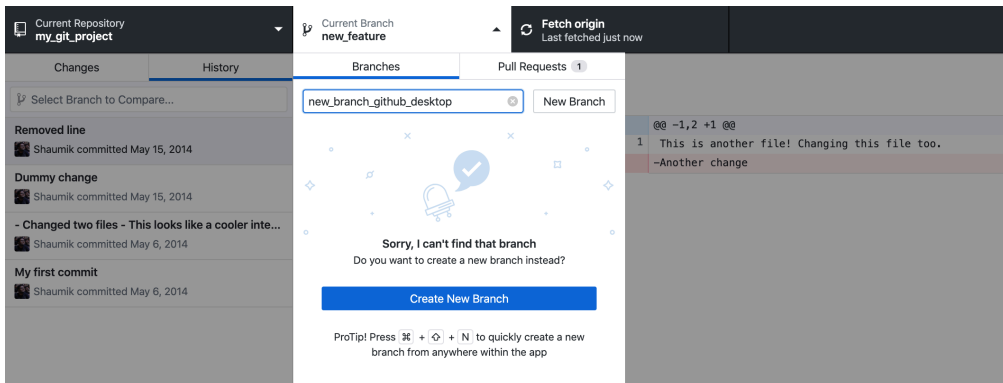 Current Repository
my_git_project
Current Branch
new_feature
Fetch origin
Last fetched just now
Changes
History
Select Branch to Compare...
Removed line
Shaumik committed May 15, 2014
Dummy change
Shaumik committed May 15, 2014
- Changed two files - This looks like a cooler inte...
Shaumik committed May 6, 2014
My first commit
Shaumik committed May 6, 2014
Branches
Pull Requests 1
new_branch_github_desktop
New Branch
Sorry, I can't find that branch
Do you want to create a new branch instead?
Create New Branch
ProTip! Press ⌘ + ⇧ + N to quickly create a new
branch from anywhere within the app
@@ -1,2 +1 @@
1 This is another file! Changing this file too.
-Another change